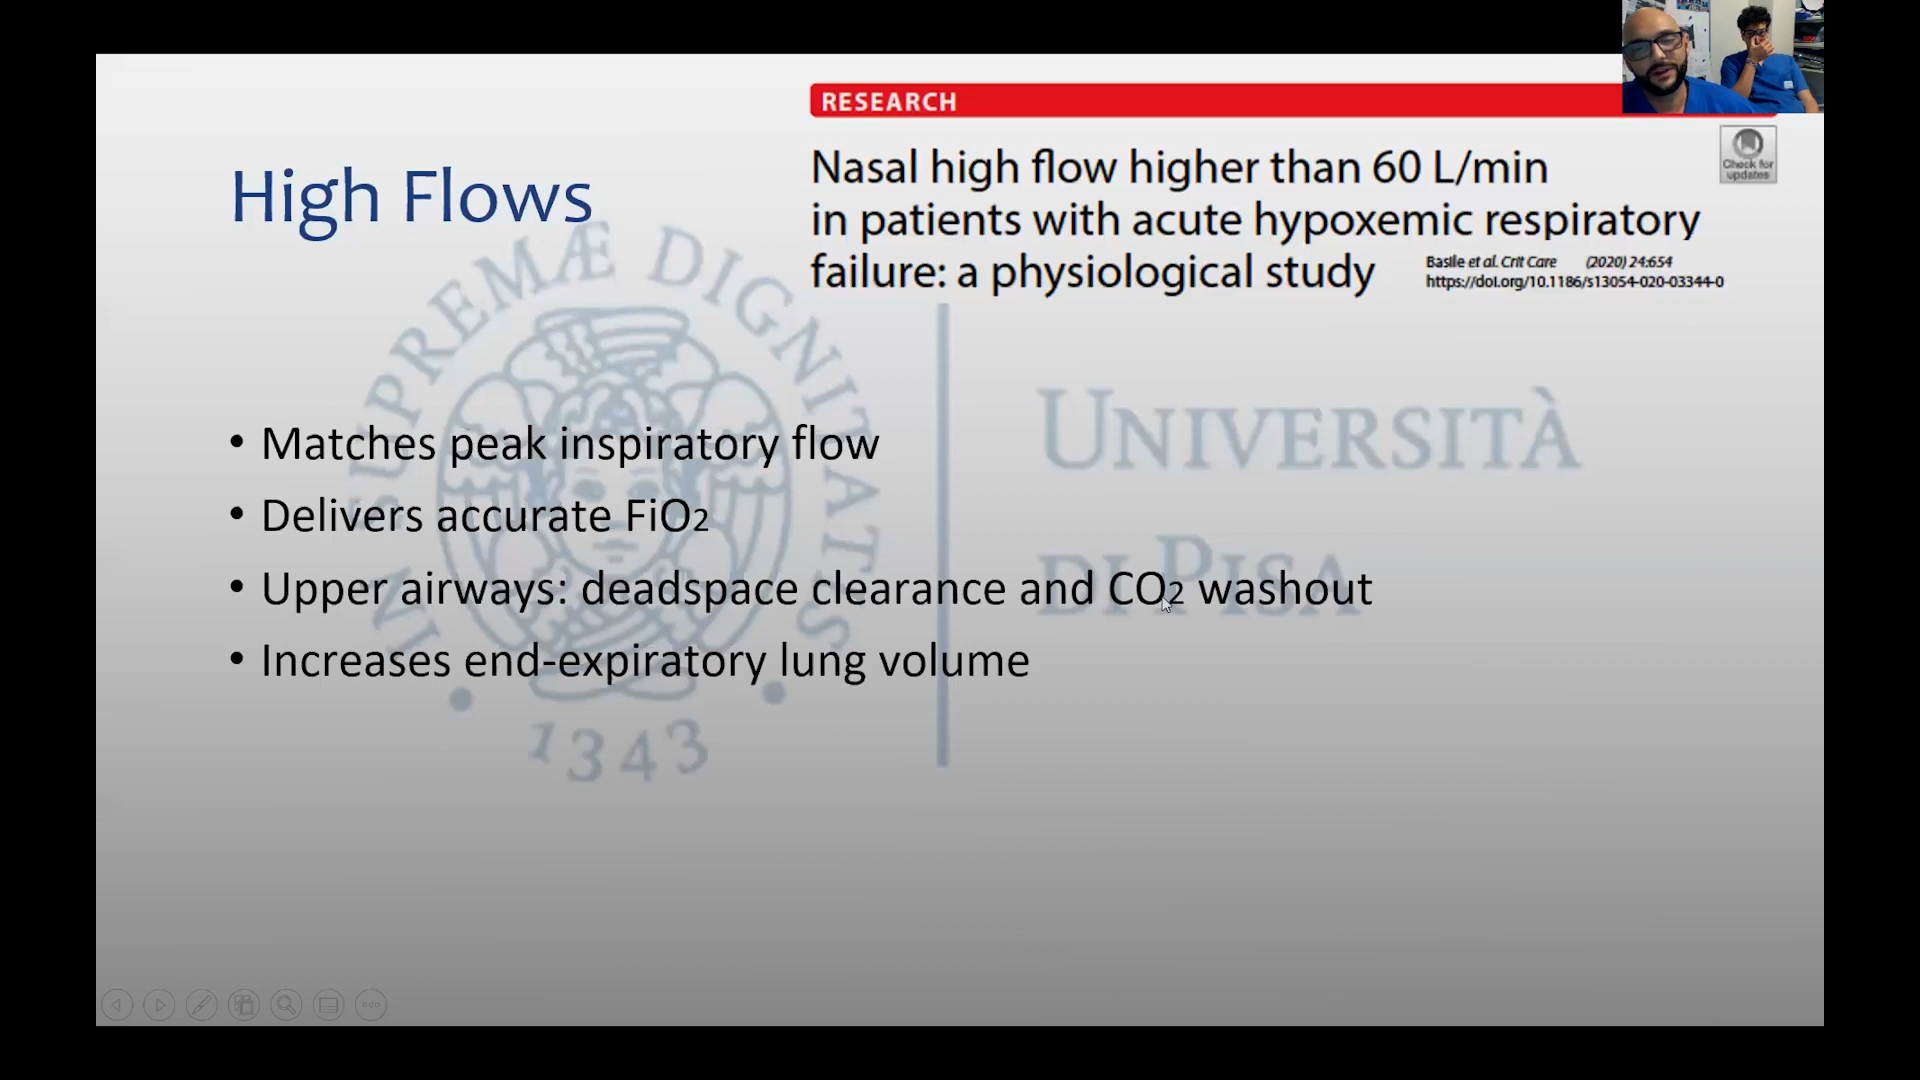 RESEARCH
High Flows
Nasal high flow higher than 60 L/min
in patients with acute hypoxemic respiratory
failure: a physiological study
Basile et al. Crit Care (2020) 24:654
https://doi.org/10.1186/s13054-020-03344-0
Check for
updates
• Matches peak inspiratory flow
• Delivers accurate FiO2
• Upper airways: deadspace clearance and CO2 washout
• Increases end-expiratory lung volume
IN SUPREMÆ DIGNITATIS
1343
UNIVERSITÀ
DI PISA